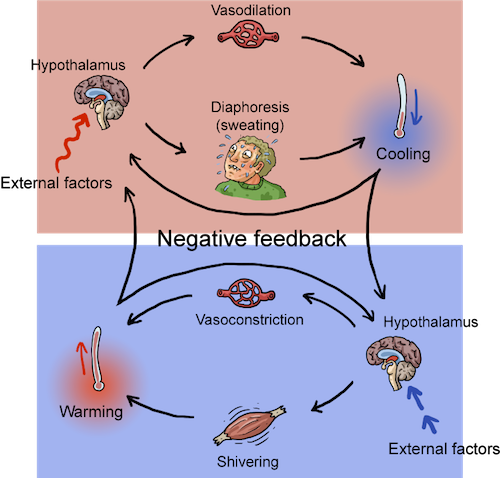 Vasodilation
Hypothalamus
Diaphoresis
(sweating)
Cooling
External factors
Negative feedback
Vasoconstriction
Hypothalamus
Warming
External factors
Shivering